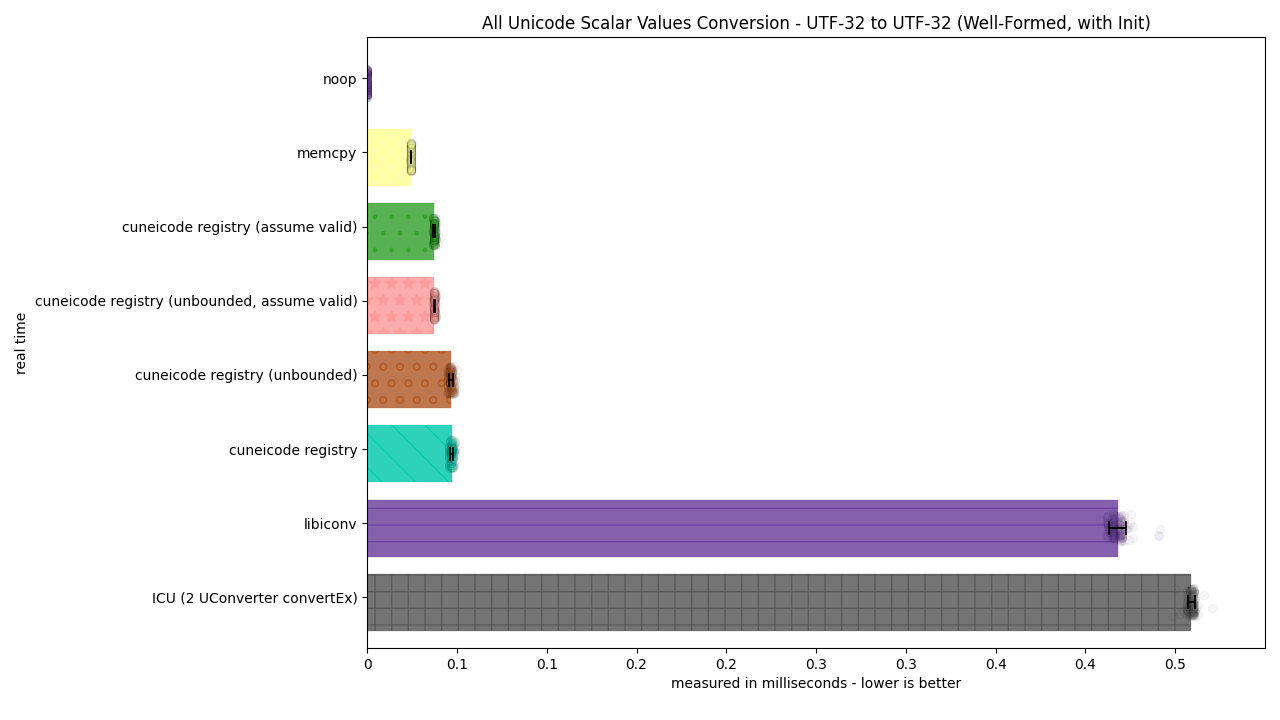 All Unicode Scalar Values Conversion - UTF-32 to UTF-32 (Well-Formed, with Init)
noop
memcpy
cuneicode registry (assume valid)
cuneicode registry (unbounded, assume valid)
cuneicode registry (unbounded)
cuneicode registry
libiconv
ICU (2 UConverter convertEx)
real time
0 0.1 0.1 0.2 0.2 0.3 0.3 0.4 0.4 0.5
measured in milliseconds - lower is better